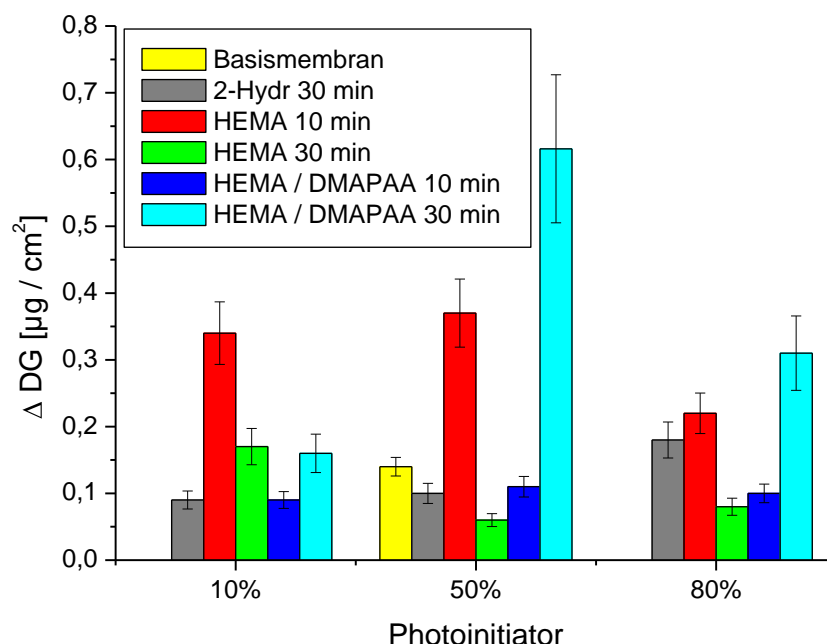 0,8
0,7
0,6
0,5
0,4
0,3
0,2
0,1
0,0
Δ DG [µg / cm²]
Basismembran
2-Hydr 30 min
HEMA 10 min
HEMA 30 min
HEMA / DMAPAA 10 min
HEMA / DMAPAA 30 min
10% 50% 80%
Photoinitiator